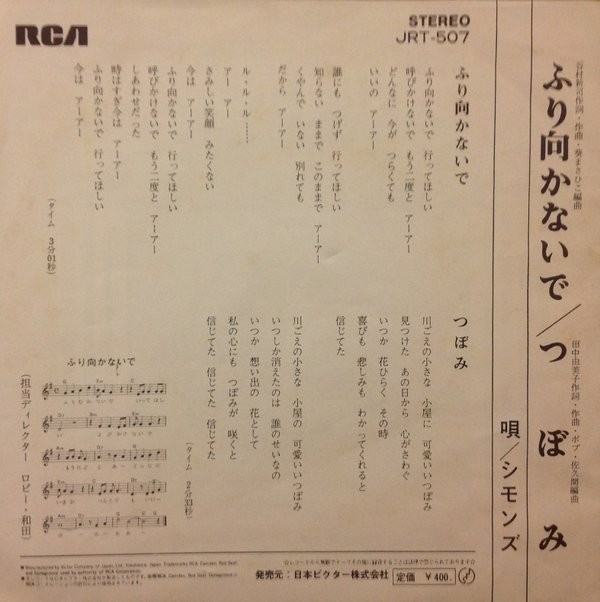 RCA
STEREO
JRT-507
谷村新司作詞・作曲・葵まさひこ編曲
ふり向かないで／つぼみ
田中由美子作詞・作曲・ボブ・佐久間編曲
唄／シモンズ
ふり向かないで
ふり向かないで 行ってほしい
呼びかけないで もう二度と アーアー
どんなに 今が つらくても
いいの アーアー
誰にも つげず 行ってほしい
知らない ままで このままで アーアー
くやんで いない 別れても
だから アーアー
ル・ル・ル……
アー アー
さみしい笑顔 みたくない
今は アーアー
ふり向かないで 行ってほしい
呼びかけないで もう二度と アーアー
しあわせだった
時はすぎ今は アーアー
ふり向かないで 行ってほしい
今は アーアー
（タイム 3分01秒）
つぼみ
川ごえの小さな 小屋に 可愛いいつぼみ
見つけた あの日から 心がさわぐ
いつか 花ひらく その時
喜びも 悲しみも わかってくれると
信じてた
川ごえの小さな 小屋の 可愛いいつぼみ
いつしか消えたのは 誰のせいなの
いつか 想い出の 花として
私の心にも つぼみが 咲くと
信じてた 信じてた 信じてた
（タイム 2分33秒）
ふり向かないで
（担当ディレクター ロビー・和田）
発売元：日本ビクター株式会社
定価 ￥400.